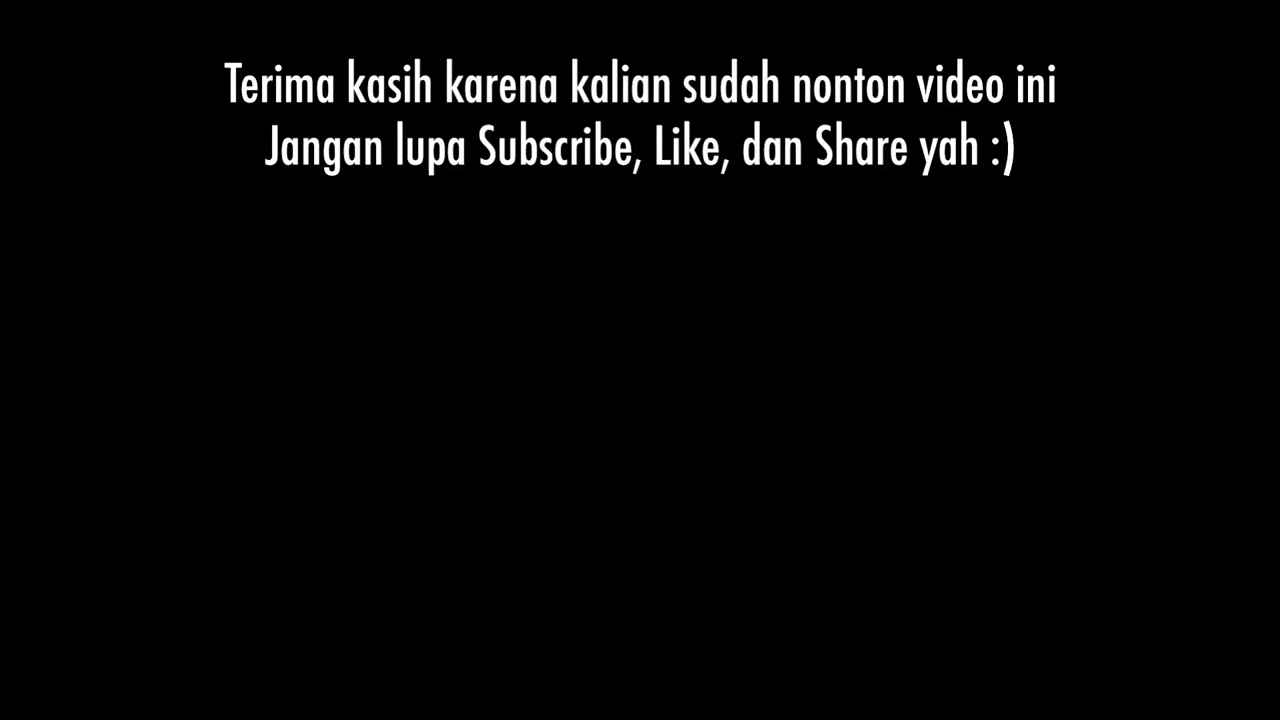 Terima kasih karena kalian sudah nonton video ini
Jangan lupa Subscribe, Like, dan Share yah :)